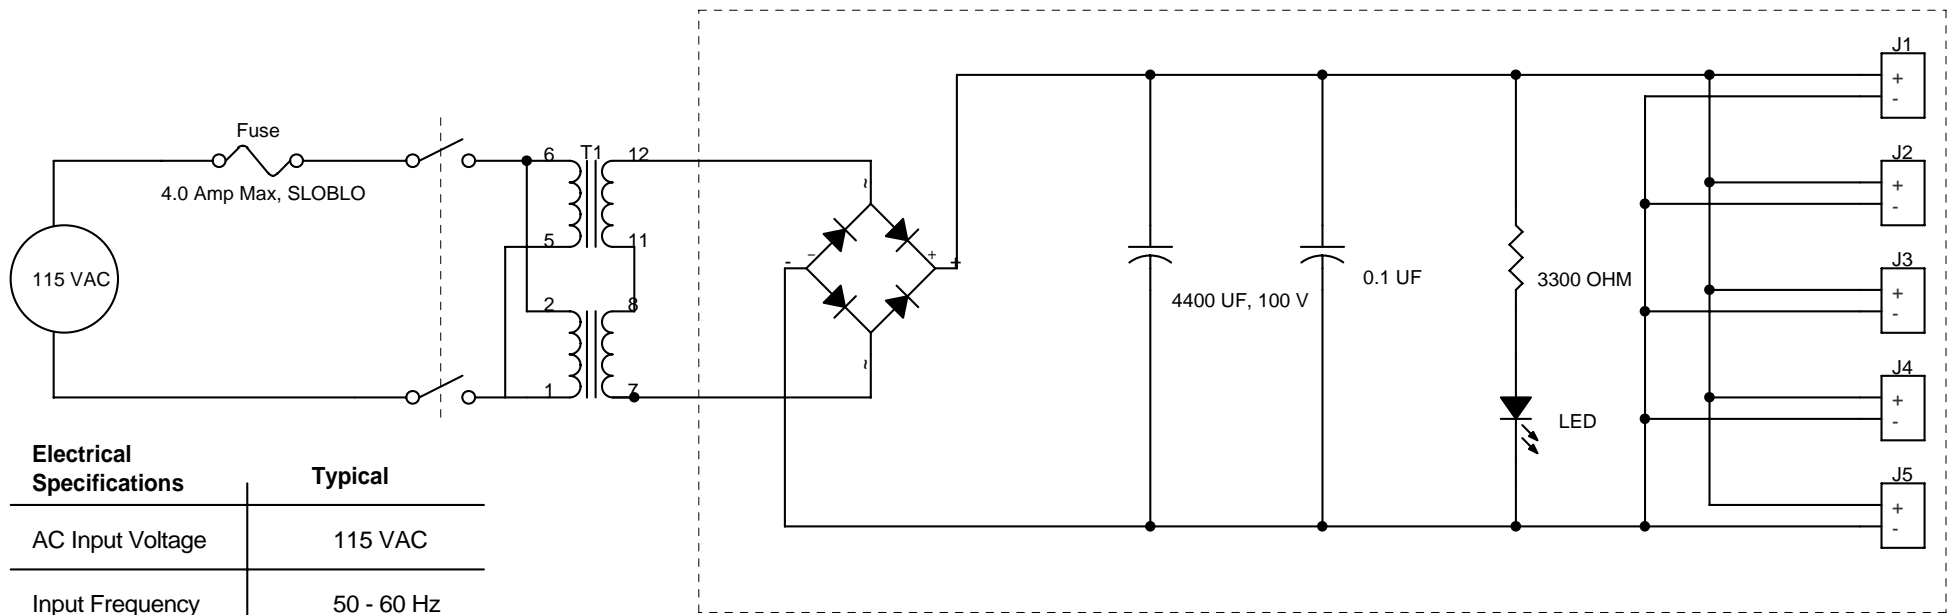 J1
+
-
Fuse
4.0 Amp Max, SLOBLO
6
T1
12
J2
+
-
~
5
11
-
-
+
+
115 VAC
4400 UF, 100 V
0.1 UF
3300 OHM
J3
+
-
2
8
~
1
7
J4
+
-
LED
Electrical
Specifications
Typical
J5
+
-
AC Input Voltage
115 VAC
Input Frequency
50 - 60 Hz